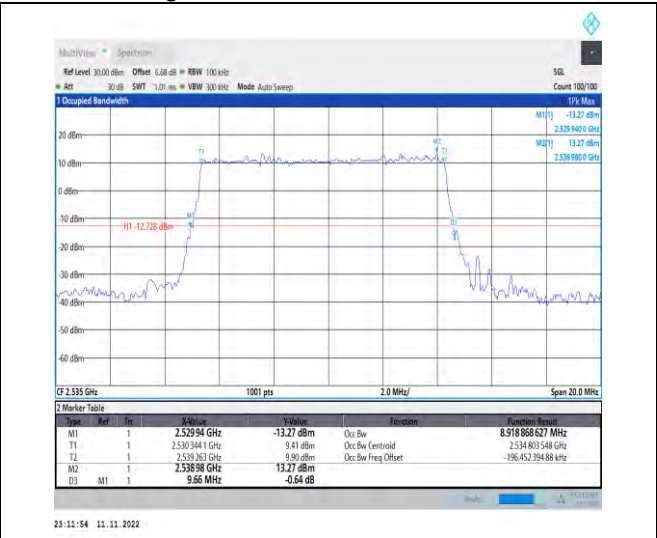 MultiView Spectrum
Ref Level 30.00 dBm Offset 6.68 dB RBW 100 kHz SGL
Att 30 dB SWT 1.01 ms VBW 300 kHz Mode Auto Sweep Count 100/100
1 Occupied Bandwidth 1Pk Max
M1[1] -13.27 dBm
2.529 940 0 GHz
M2[1] 13.27 dBm
2.538 980 0 GHz
M2
T1 T2
20 dBm
10 dBm
0 dBm
M1
-10 dBm
D3
H1 -12.728 dBm
-20 dBm
-30 dBm
-40 dBm
-50 dBm
-60 dBm
CF 2.535 GHz 1001 pts 2.0 MHz/ Span 20.0 MHz
2 Marker Table
Type Ref Trc X-Value Y-Value Function Function Result
M1 1 2.529 94 GHz -13.27 dBm Occ Bw 8.918 868 627 MHz
T1 1 2.530 344 1 GHz 9.41 dBm Occ Bw Centroid 2.534 803 548 GHz
T2 1 2.539 263 GHz 9.90 dBm Occ Bw Freq Offset -196.452 394 88 kHz
M2 1 2.538 98 GHz 13.27 dBm
D3 M1 1 9.66 MHz -0.64 dB
23:11:54 11.11.2022